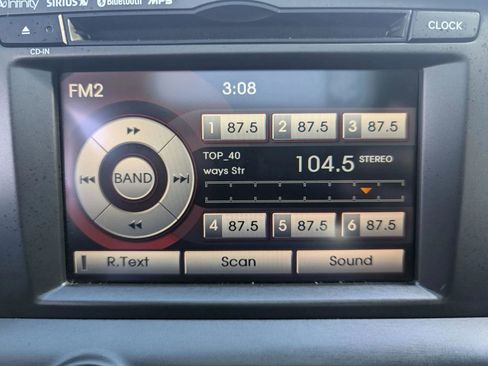 Infinity SIRIUS Bluetooth MP3
CD-IN
CLOCK
FM2 3:08
1 87.5 2 87.5 3 87.5
BAND
TOP_40
ways Str
104.5 STEREO
4 87.5 5 87.5 6 87.5
R.Text Scan Sound